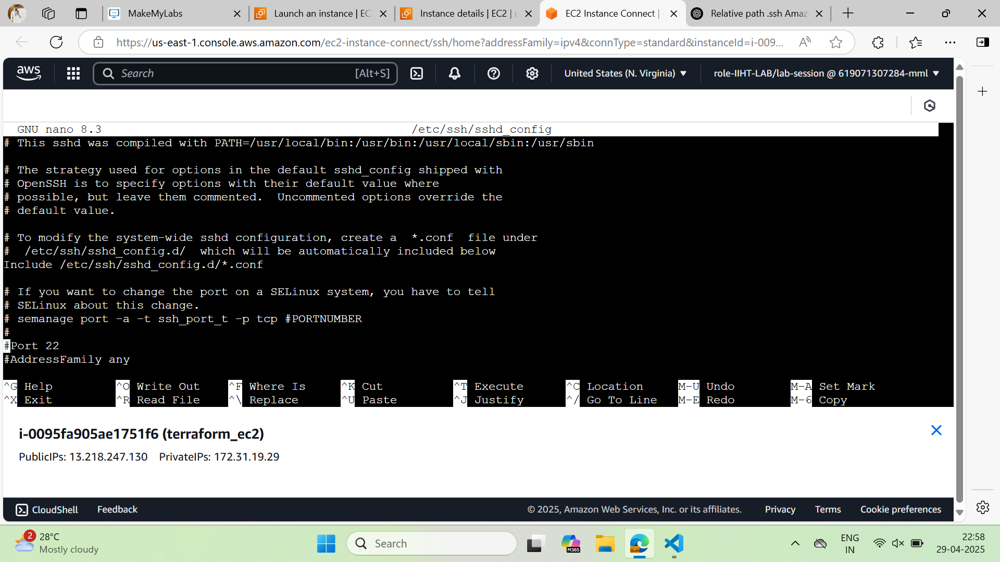 MakeMyLabs
Launch an instance | EC
Instance details | EC2 | u
EC2 Instance Connect |
Relative path .ssh Amaz
https://us-east-1.console.aws.amazon.com/ec2-instance-connect/ssh/home?addressFamily=ipv4&connType=standard&instanceId=i-009...
aws
Search
[Alt+S]
United States (N. Virginia)
role-IIHT-LAB/lab-session @ 619071307284-mml
GNU nano 8.3 /etc/ssh/sshd_config
# This sshd was compiled with PATH=/usr/local/bin:/usr/bin:/usr/local/sbin:/usr/sbin
# The strategy used for options in the default sshd_config shipped with
# OpenSSH is to specify options with their default value where
# possible, but leave them commented.  Uncommented options override the
# default value.
# To modify the system-wide sshd configuration, create a  *.conf  file under
#  /etc/ssh/sshd_config.d/  which will be automatically included below
Include /etc/ssh/sshd_config.d/*.conf
# If you want to change the port on a SELinux system, you have to tell
# SELinux about this change.
# semanage port -a -t ssh_port_t -p tcp #PORTNUMBER
#
#Port 22
#AddressFamily any
^G Help ^O Write Out ^F Where Is ^K Cut ^T Execute ^C Location M-U Undo M-A Set Mark
^X Exit ^R Read File ^\ Replace ^U Paste ^J Justify ^/ Go To Line M-E Redo M-6 Copy
i-0095fa905ae1751f6 (terraform_ec2)
PublicIPs: 13.218.247.130 PrivateIPs: 172.31.19.29
CloudShell Feedback © 2025, Amazon Web Services, Inc. or its affiliates. Privacy Terms Cookie preferences
2
28°C
Mostly cloudy
Search
M365
ENG
IN
22:58
29-04-2025